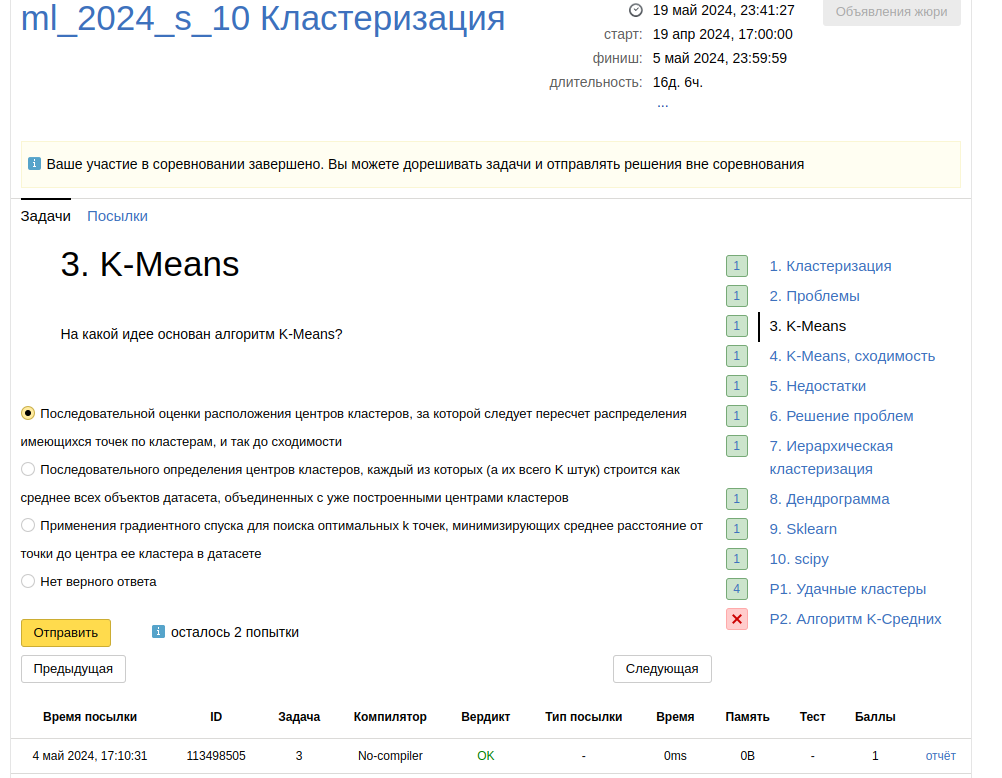 ml_2024_s_10 Кластеризация
19 май 2024, 23:41:27
старт: 19 апр 2024, 17:00:00
финиш: 5 май 2024, 23:59:59
длительность: 16д. 6ч.
...
Объявления жюри
Ваше участие в соревновании завершено. Вы можете дорешивать задачи и отправлять решения вне соревнования
Задачи Посылки
3. K-Means
На какой идее основан алгоритм K-Means?
Последовательной оценки расположения центров кластеров, за которой следует пересчет распределения
имеющихся точек по кластерам, и так до сходимости
Последовательного определения центров кластеров, каждый из которых (а их всего K штук) строится как
среднее всех объектов датасета, объединенных с уже построенными центрами кластеров
Применения градиентного спуска для поиска оптимальных k точек, минимизирующих среднее расстояние от
точки до центра ее кластера в датасете
Нет верного ответа
Отправить
осталось 2 попытки
Предыдущая
Следующая
1 1. Кластеризация
1 2. Проблемы
1 3. K-Means
1 4. K-Means, сходимость
1 5. Недостатки
1 6. Решение проблем
1 7. Иерархическая
кластеризация
1 8. Дендрограмма
1 9. Sklearn
1 10. scipy
4 P1. Удачные кластеры
P2. Алгоритм K-Средних
Время посылки ID Задача Компилятор Вердикт Тип посылки Время Память Тест Баллы
4 май 2024, 17:10:31 113498505 3 No-compiler OK - 0ms 0B - 1 отчёт